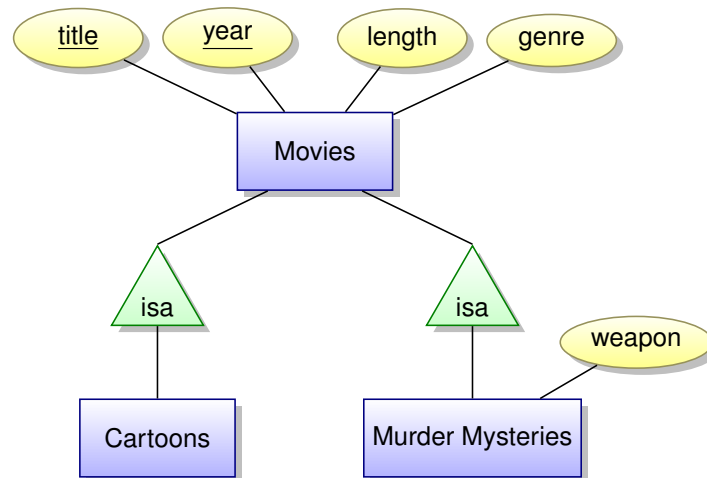 title
year
length
genre
Movies
isa
isa
weapon
Cartoons
Murder Mysteries